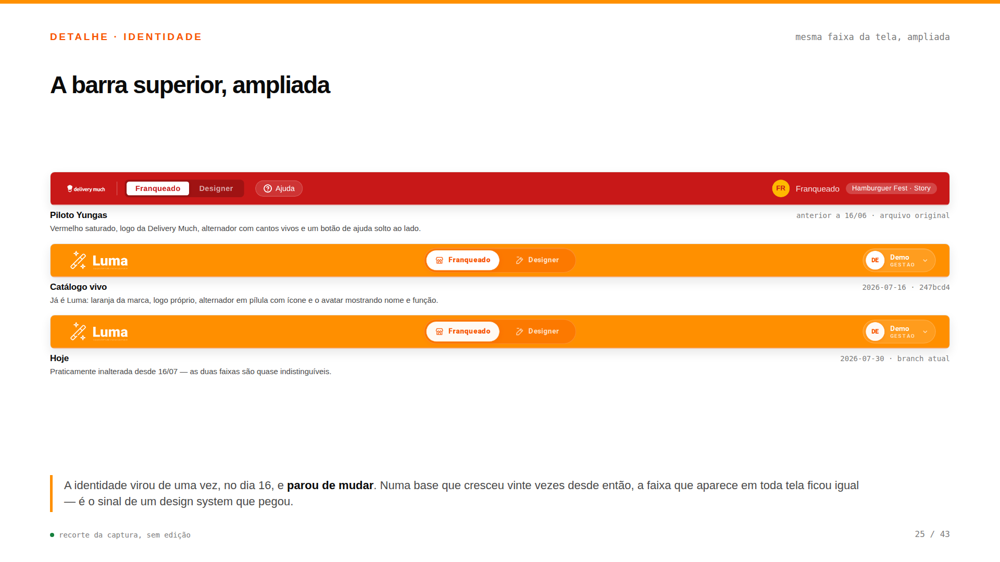 DETALHE · IDENTIDADE
mesma faixa da tela, ampliada
A barra superior, ampliada
delivery much
Franqueado
Designer
Ajuda
FR
Franqueado
Hamburguer Fest · Story
Piloto Yungas
anterior a 16/06 · arquivo original
Vermelho saturado, logo da Delivery Much, alternador com cantos vivos e um botão de ajuda solto ao lado.
Luma
Franqueado
Designer
DE
Demo
GESTÃO
Catálogo vivo
2026-07-16 · 247bcd4
Já é Luma: laranja da marca, logo próprio, alternador em pílula com ícone e o avatar mostrando nome e função.
Luma
Franqueado
Designer
DE
Demo
GESTÃO
Hoje
2026-07-30 · branch atual
Praticamente inalterada desde 16/07 — as duas faixas são quase indistinguíveis.
A identidade virou de uma vez, no dia 16, e parou de mudar. Numa base que cresceu vinte vezes desde então, a faixa que aparece em toda tela ficou igual
— é o sinal de um design system que pegou.
recorte da captura, sem edição
25 / 43